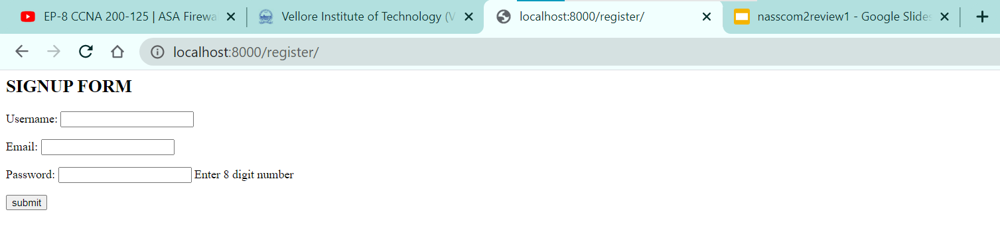 EP-8 CCNA 200-125 | ASA Firewa
Vellore Institute of Technology (V
localhost:8000/register/
nasscom2review1 - Google Slides
localhost:8000/register/
SIGNUP FORM
Username:
Email:
Password: Enter 8 digit number
submit